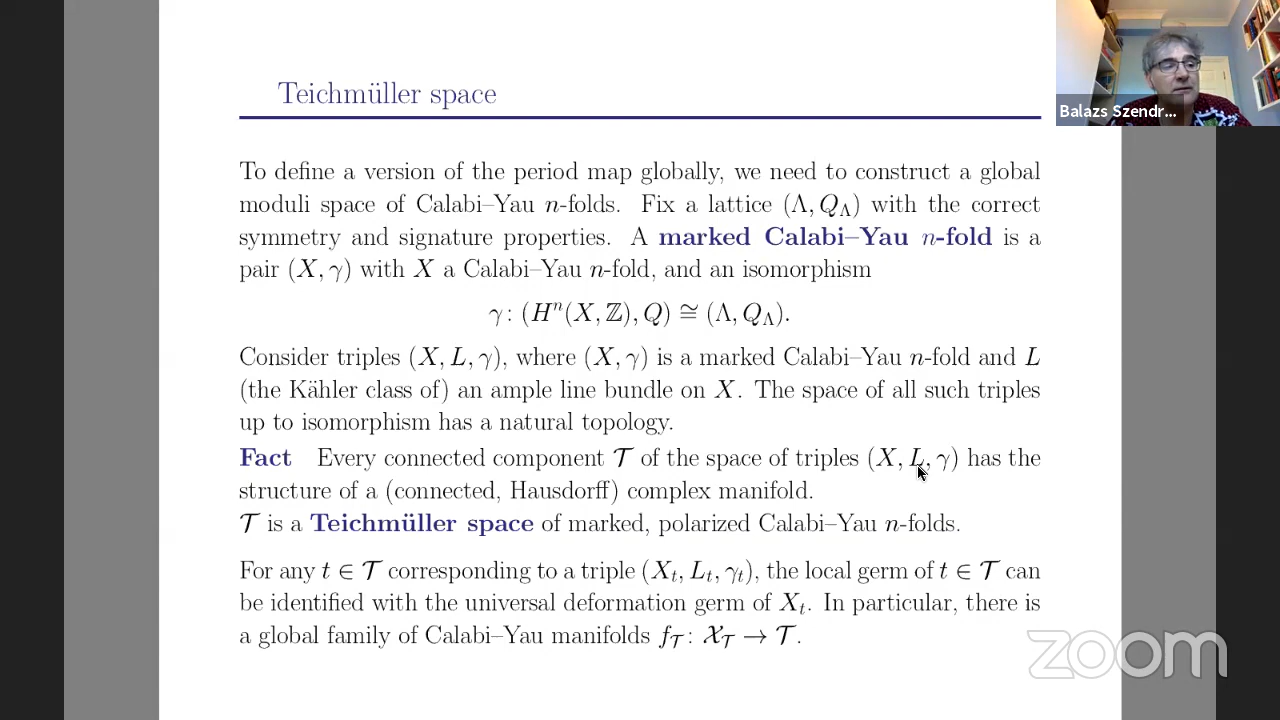 Teichmüller space
Balazs Szendr...
To define a version of the period map globally, we need to construct a global
moduli space of Calabi–Yau n-folds. Fix a lattice (Λ, Q_Λ) with the correct
symmetry and signature properties. A marked Calabi–Yau n-fold is a
pair (X, γ) with X a Calabi–Yau n-fold, and an isomorphism
γ: (Hⁿ(X, ℤ), Q) ≅ (Λ, Q_Λ).
Consider triples (X, L, γ), where (X, γ) is a marked Calabi–Yau n-fold and L
(the Kähler class of) an ample line bundle on X. The space of all such triples
up to isomorphism has a natural topology.
Fact Every connected component 𝒯 of the space of triples (X, L, γ) has the
structure of a (connected, Hausdorff) complex manifold.
𝒯 is a Teichmüller space of marked, polarized Calabi–Yau n-folds.
For any t ∈ 𝒯 corresponding to a triple (X_t, L_t, γ_t), the local germ of t ∈ 𝒯 can
be identified with the universal deformation germ of X_t. In particular, there is
a global family of Calabi–Yau manifolds f_𝒯: 𝒳_𝒯 → 𝒯.
zoom